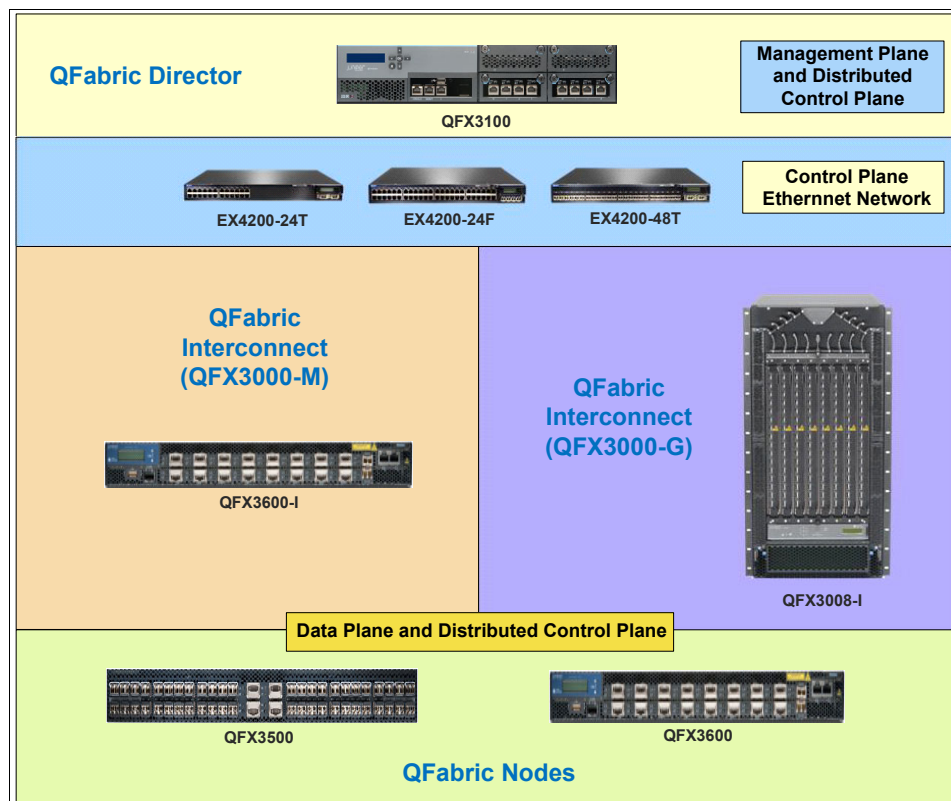 QFabric Director
QFX3100
Management Plane
and Distributed
Control Plane
EX4200-24T
EX4200-24F
EX4200-48T
Control Plane
Ethernnet Network
QFabric
Interconnect
(QFX3000-M)
QFX3600-I
QFabric
Interconnect
(QFX3000-G)
QFX3008-I
Data Plane and Distributed Control Plane
QFX3500
QFX3600
QFabric Nodes